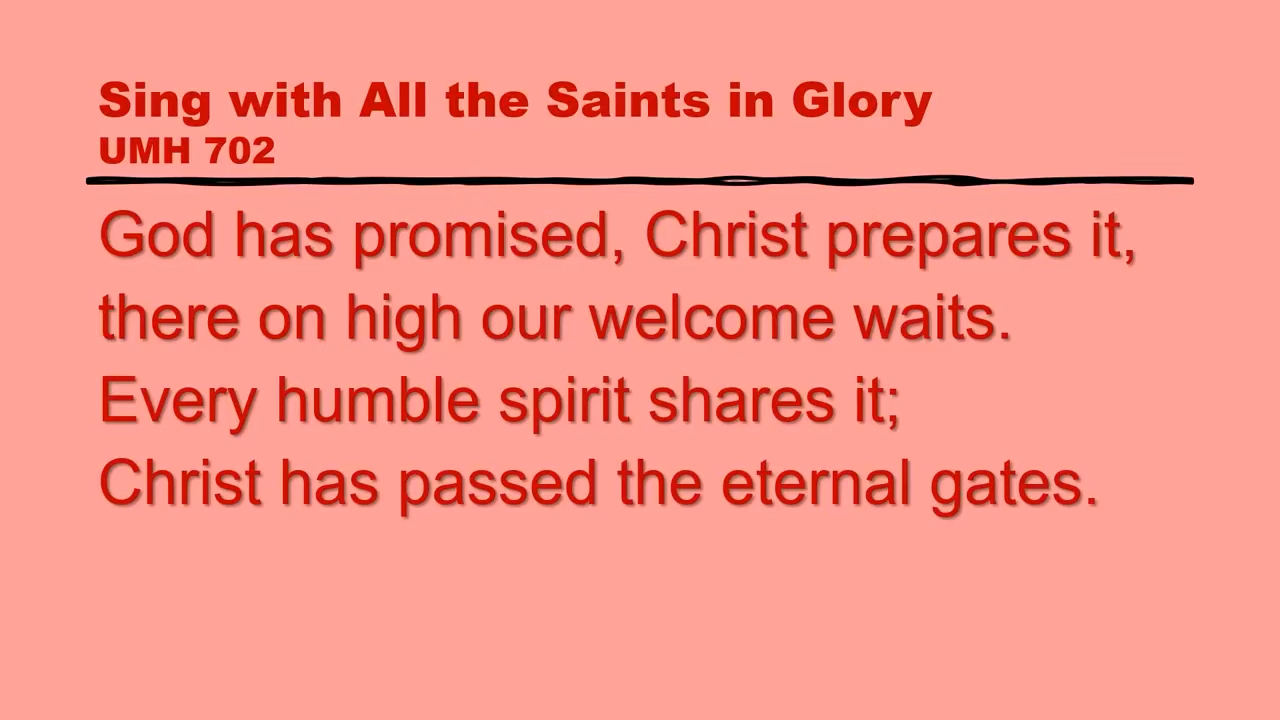 Sing with All the Saints in Glory
UMH 702
God has promised, Christ prepares it,
there on high our welcome waits.
Every humble spirit shares it;
Christ has passed the eternal gates.